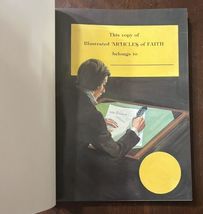 This copy of
Illustrated ARTICLES of FAITH
belongs to